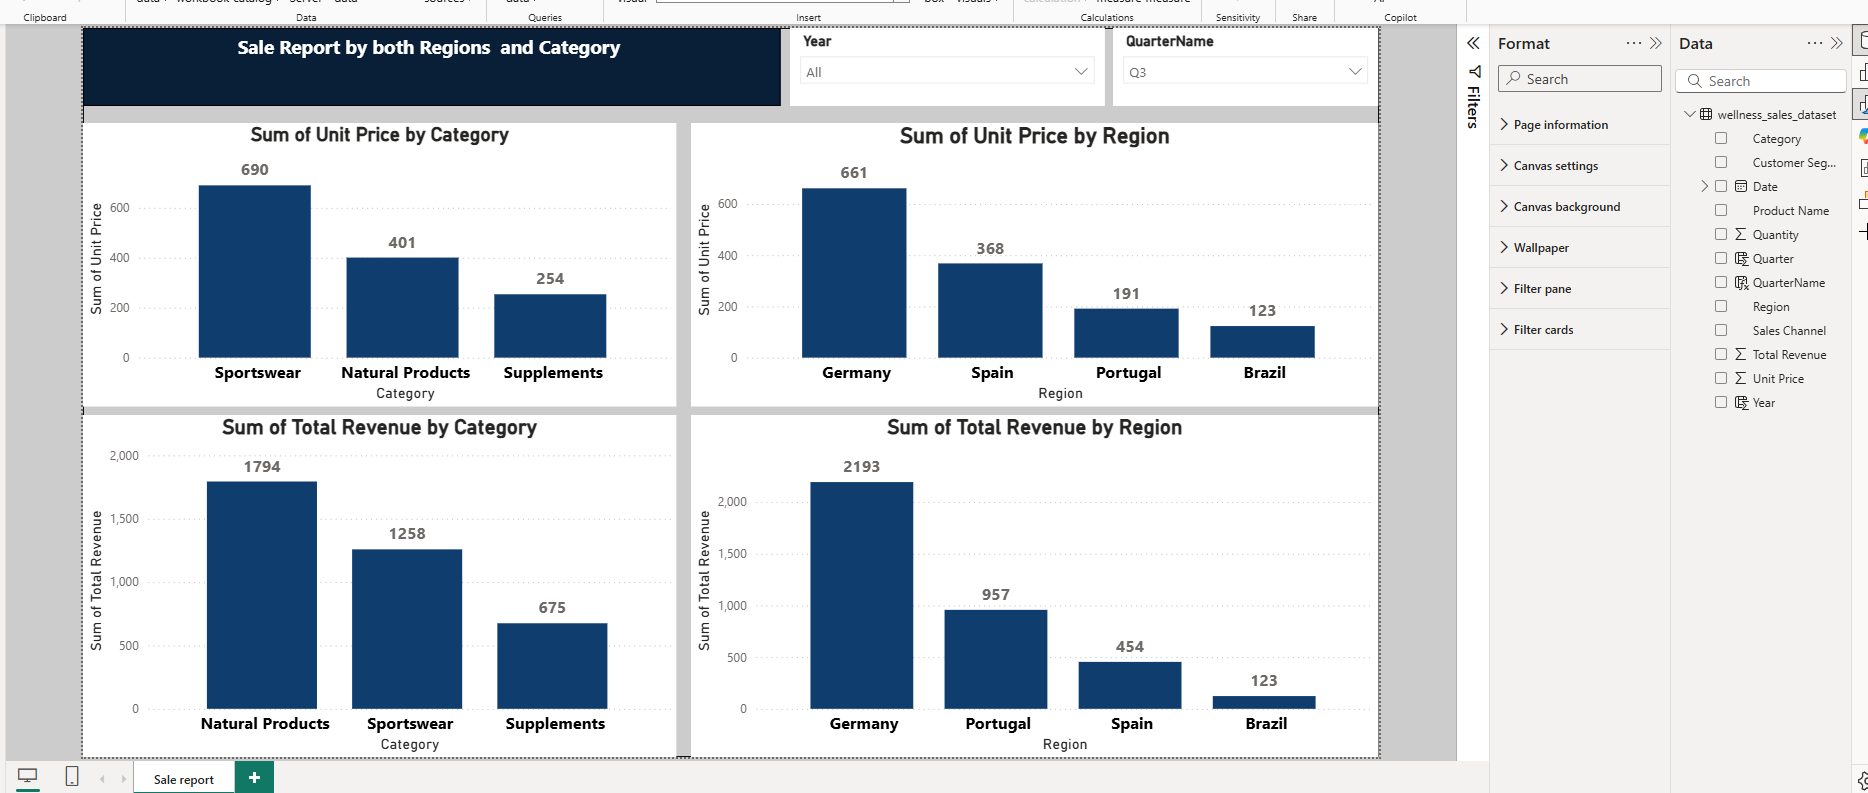 Clipboard
Data
Queries
Insert
Calculations
Sensitivity
Share
Copilot
Sale Report by both Regions and Category
Year
All
QuarterName
Q3
Sum of Unit Price by Category
Sum of Unit Price
600
400
200
0
690
401
254
Sportswear
Natural Products
Supplements
Category
Sum of Unit Price by Region
Sum of Unit Price
600
400
200
0
661
368
191
123
Germany
Spain
Portugal
Brazil
Region
Sum of Total Revenue by Category
Sum of Total Revenue
2,000
1,500
1,000
500
0
1794
1258
675
Natural Products
Sportswear
Supplements
Category
Sum of Total Revenue by Region
Sum of Total Revenue
2,000
1,500
1,000
500
0
2193
957
454
123
Germany
Portugal
Spain
Brazil
Region
Filters
Format
Search
Page information
Canvas settings
Canvas background
Wallpaper
Filter pane
Filter cards
Data
Search
wellness_sales_dataset
Category
Customer Seg...
Date
Product Name
Quantity
Quarter
QuarterName
Region
Sales Channel
Total Revenue
Unit Price
Year
Sale report